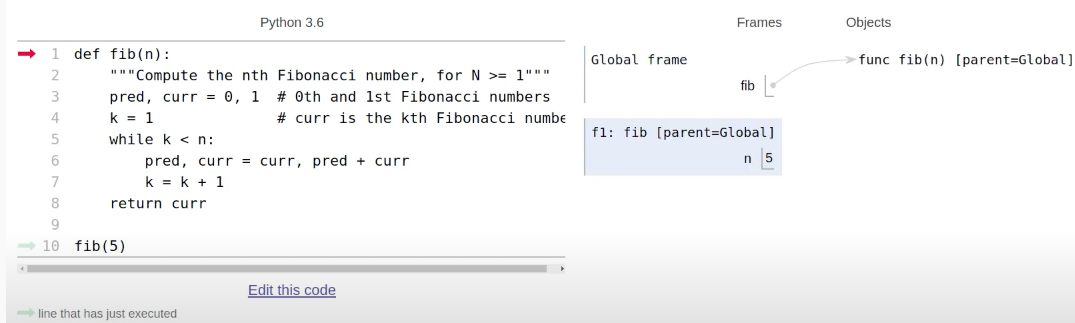 Python 3.6
1 def fib(n):
2 """Compute the nth Fibonacci number, for N >= 1"""
3 pred, curr = 0, 1 # 0th and 1st Fibonacci numbers
4 k = 1 # curr is the kth Fibonacci numbe
5 while k < n:
6 pred, curr = curr, pred + curr
7 k = k + 1
8 return curr
9
10 fib(5)
Edit this code
line that has just executed
Frames Objects
Global frame
fib
func fib(n) [parent=Global]
f1: fib [parent=Global]
n 5